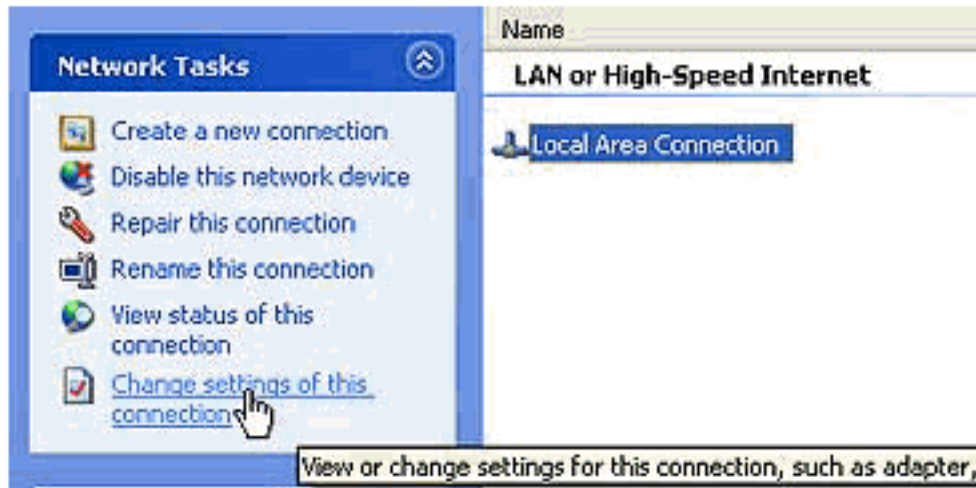 Network Tasks
Create a new connection
Disable this network device
Repair this connection
Rename this connection
View status of this
connection
Change settings of this
connection
Name
LAN or High-Speed Internet
Local Area Connection
View or change settings for this connection, such as adapter,